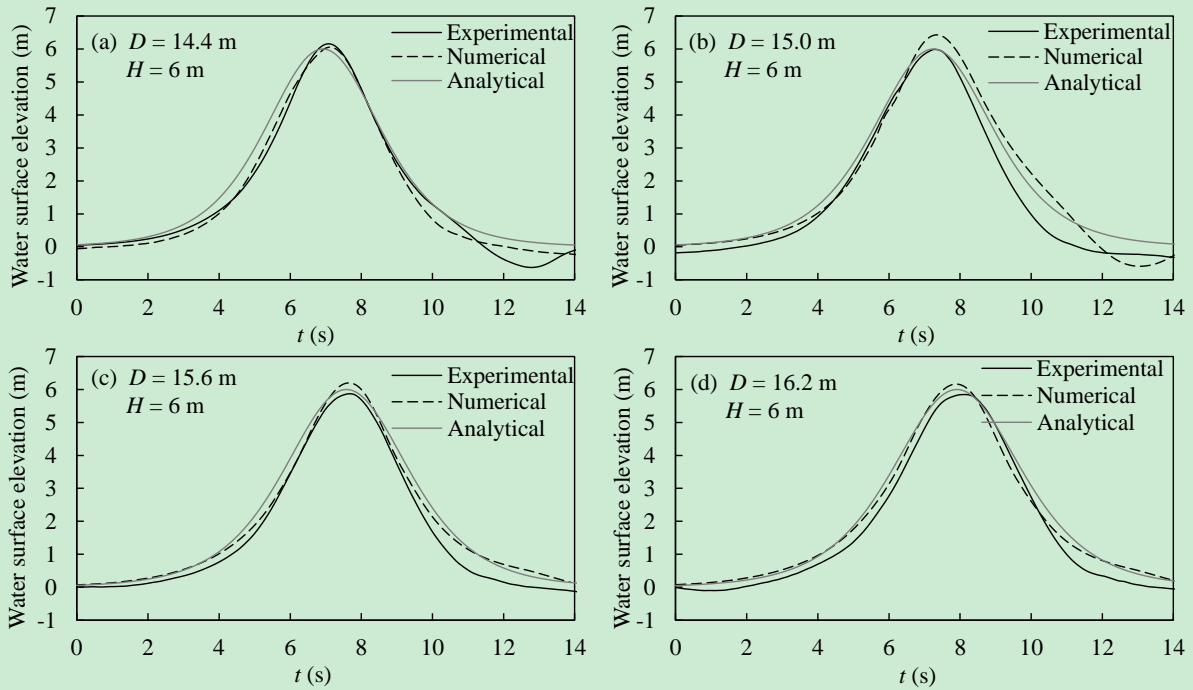 Water surface elevation (m)
7
6
5
4
3
2
1
0
-1
(a) D = 14.4 m
H = 6 m
Experimental
Numerical
Analytical
0 2 4 6 8 10 12 14
t (s)
Water surface elevation (m)
7
6
5
4
3
2
1
0
-1
(b) D = 15.0 m
H = 6 m
Experimental
Numerical
Analytical
0 2 4 6 8 10 12 14
t (s)
Water surface elevation (m)
7
6
5
4
3
2
1
0
-1
(c) D = 15.6 m
H = 6 m
Experimental
Numerical
Analytical
0 2 4 6 8 10 12 14
t (s)
Water surface elevation (m)
7
6
5
4
3
2
1
0
-1
(d) D = 16.2 m
H = 6 m
Experimental
Numerical
Analytical
0 2 4 6 8 10 12 14
t (s)